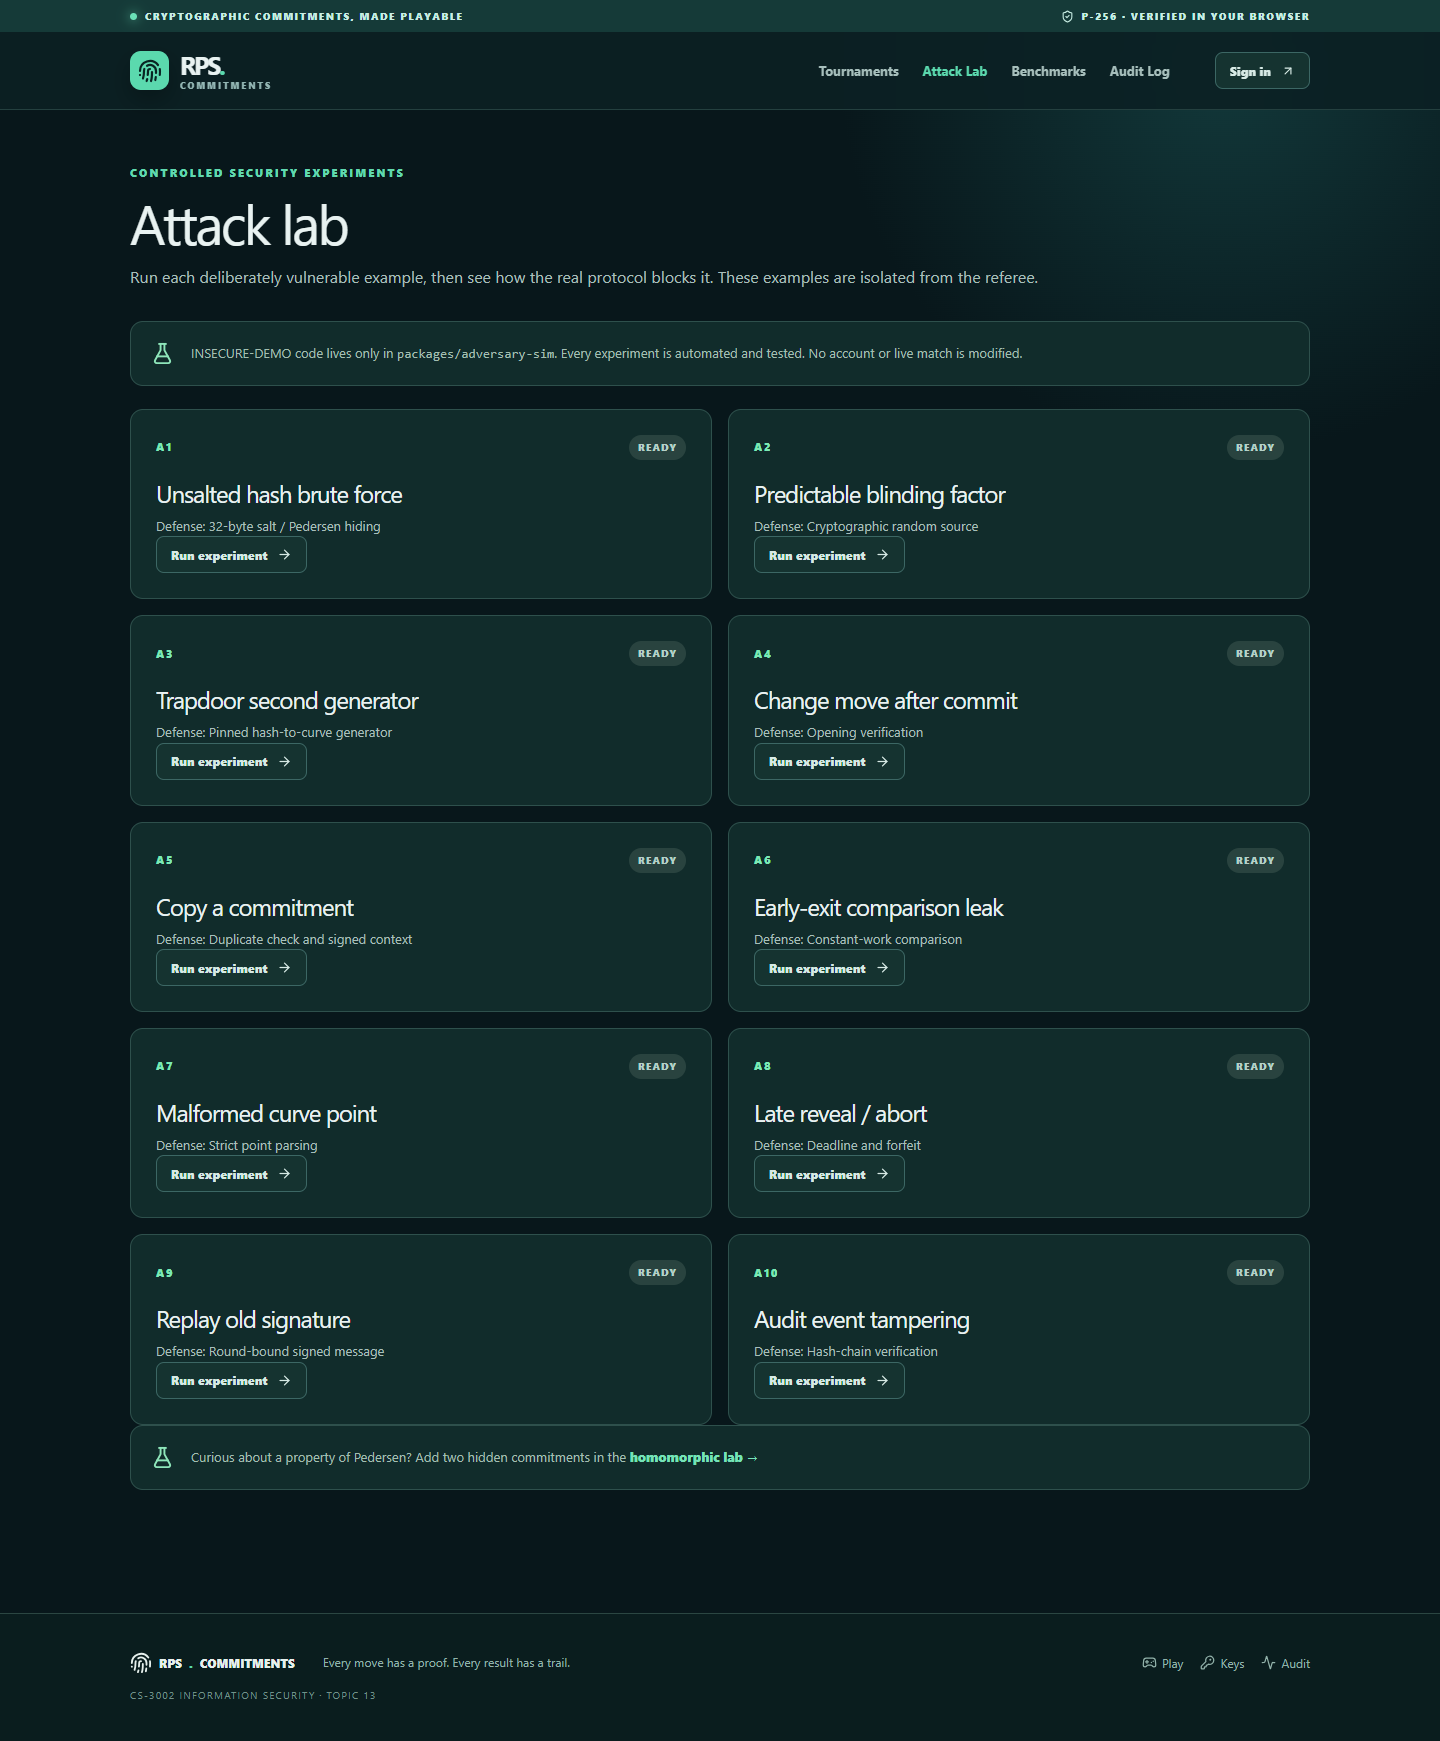 CRYPTOGRAPHIC COMMITMENTS, MADE PLAYABLE
P-256 · VERIFIED IN YOUR BROWSER
RPS.
COMMITMENTS
Tournaments
Attack Lab
Benchmarks
Audit Log
Sign in ↗
CONTROLLED SECURITY EXPERIMENTS
Attack lab
Run each deliberately vulnerable example, then see how the real protocol blocks it. These examples are isolated from the referee.
INSECURE-DEMO code lives only in packages/adversary-sim. Every experiment is automated and tested. No account or live match is modified.
A1
READY
Unsalted hash brute force
Defense: 32-byte salt / Pedersen hiding
Run experiment →
A2
READY
Predictable blinding factor
Defense: Cryptographic random source
Run experiment →
A3
READY
Trapdoor second generator
Defense: Pinned hash-to-curve generator
Run experiment →
A4
READY
Change move after commit
Defense: Opening verification
Run experiment →
A5
READY
Copy a commitment
Defense: Duplicate check and signed context
Run experiment →
A6
READY
Early-exit comparison leak
Defense: Constant-work comparison
Run experiment →
A7
READY
Malformed curve point
Defense: Strict point parsing
Run experiment →
A8
READY
Late reveal / abort
Defense: Deadline and forfeit
Run experiment →
A9
READY
Replay old signature
Defense: Round-bound signed message
Run experiment →
A10
READY
Audit event tampering
Defense: Hash-chain verification
Run experiment →
Curious about a property of Pedersen? Add two hidden commitments in the homomorphic lab →
RPS . COMMITMENTS
Every move has a proof. Every result has a trail.
Play
Keys
Audit
CS-3002 INFORMATION SECURITY · TOPIC 13